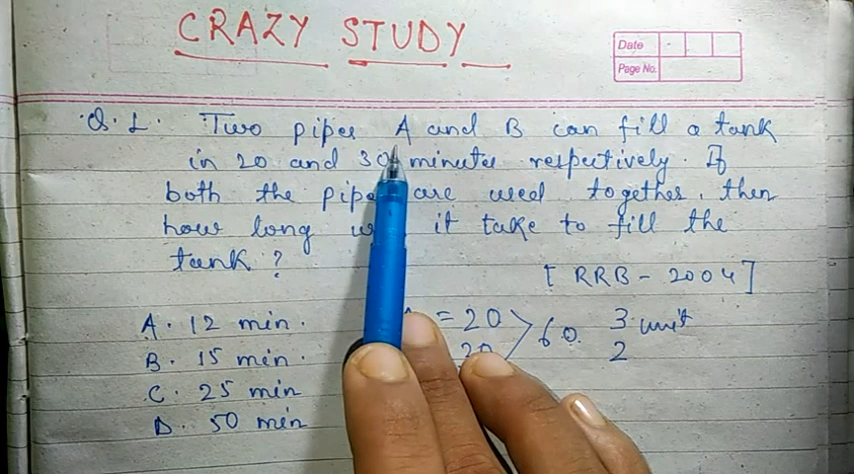 CRAZY STUDY
Date
Page No.
Q. 1. Two pipes A and B can fill a tank
in 20 and 30 minutes respectively. If
both the pipes are used together, then
how long it take to fill the
tank?
[RRB - 2004]
A. 12 min. = 20 60 3 unit
B. 15 min. 2
C. 25 min
D. 50 min